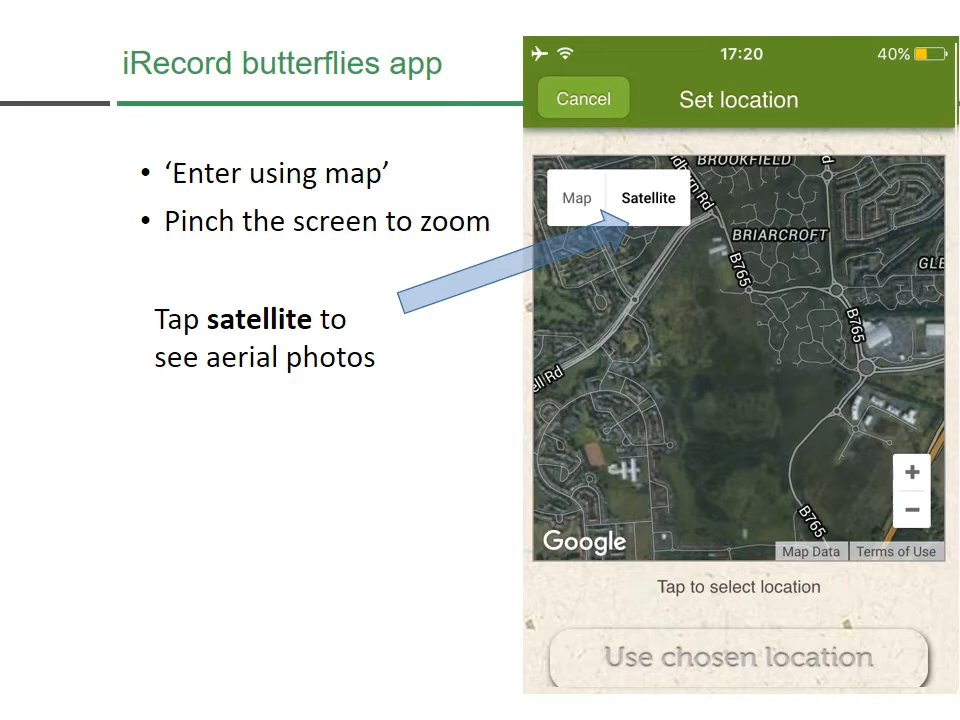 iRecord butterflies app
• ‘Enter using map’
• Pinch the screen to zoom
Tap satellite to
see aerial photos
17:20
40%
Cancel
Set location
BROOKFIELD
Map
Satellite
BRIARCROFT
B765
B765
B765
Google
+
−
Map Data
Terms of Use
Tap to select location
Use chosen location